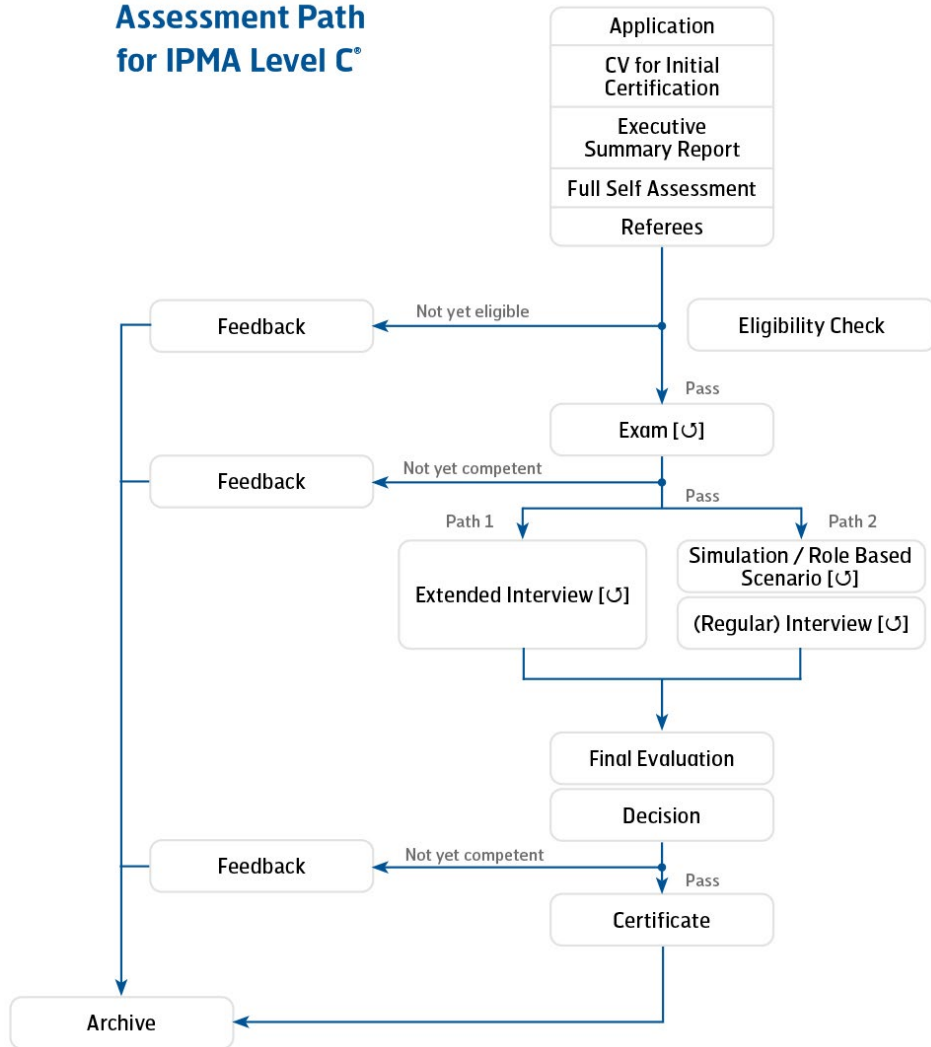 Assessment Path
for IPMA Level C®
Application
CV for Initial
Certification
Executive
Summary Report
Full Self Assessment
Referees
Not yet eligible
Feedback
Eligibility Check
Pass
Exam [↺]
Not yet competent
Feedback
Pass
Path 1
Path 2
Extended Interview [↺]
Simulation / Role Based
Scenario [↺]
(Regular) Interview [↺]
Final Evaluation
Decision
Not yet competent
Feedback
Pass
Certificate
Archive